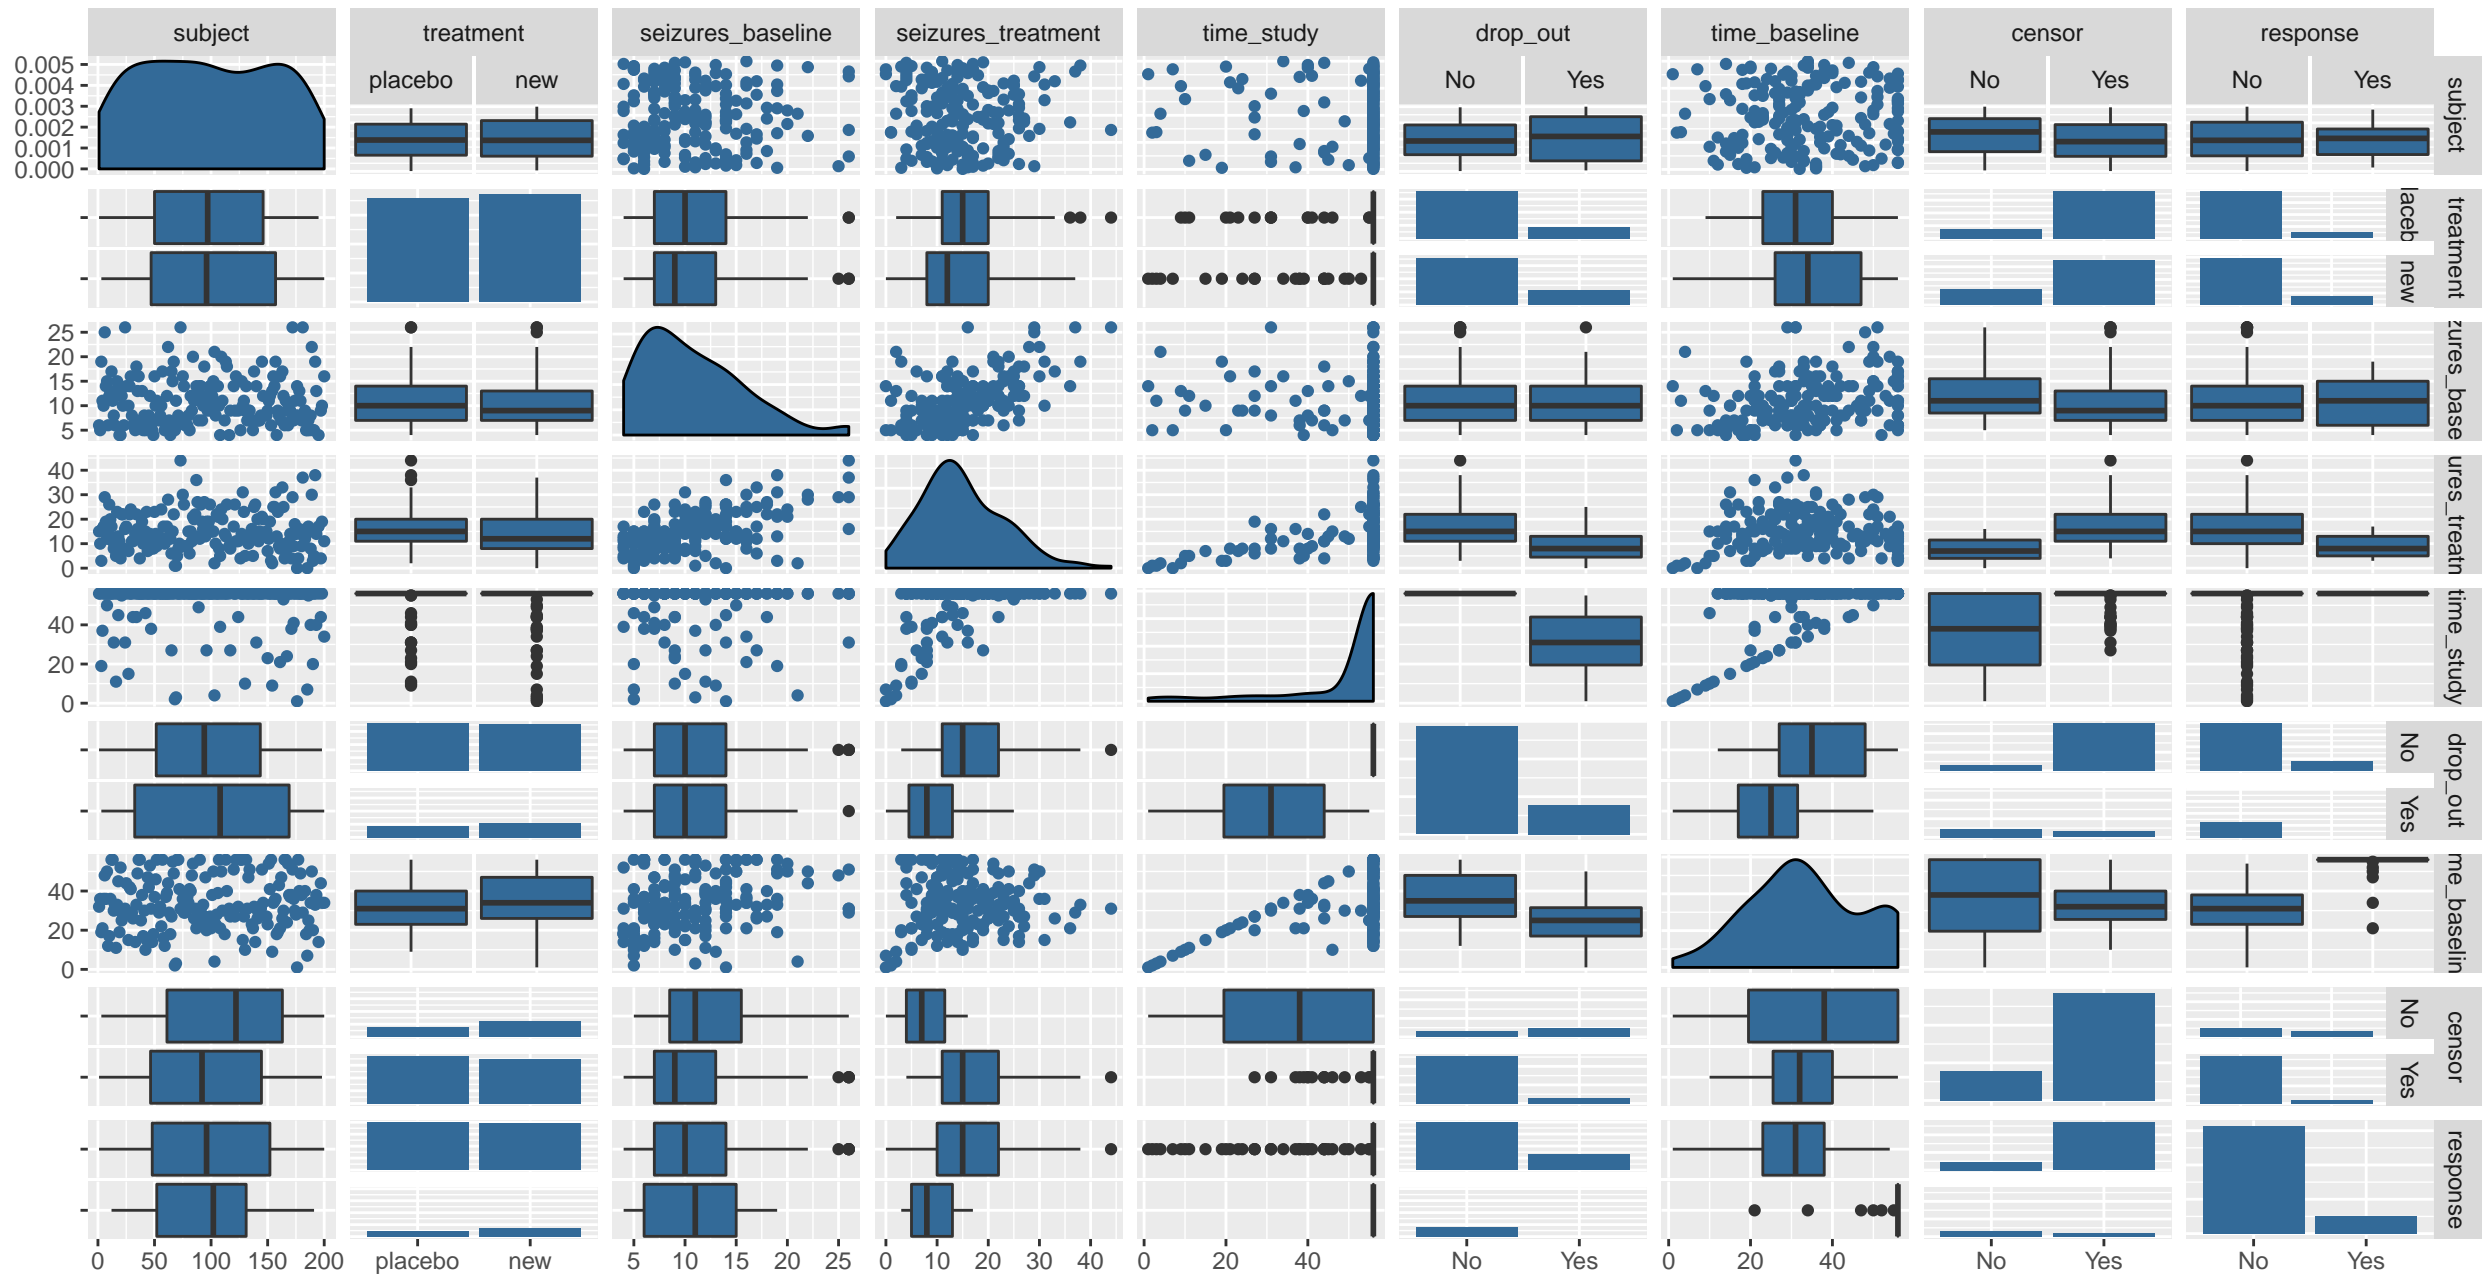 subject treatment seizures_baseline seizures_treatment time_study drop_out time_baseline censor response
placebo new No Yes No Yes No Yes
0.005
0.004
0.003
0.002
0.001
0.000
subject
laceb
new
treatment
25
20
15
10
5
zures_base
40
30
20
10
0
ures_treatn
40
20
0
time_study
No
Yes
drop_out
40
20
0
me_baselin
No
Yes
censor
response
0 50 100 150 200 placebo new 5 10 15 20 25 0 10 20 30 40 0 20 40 No Yes 0 20 40 No Yes No Yes